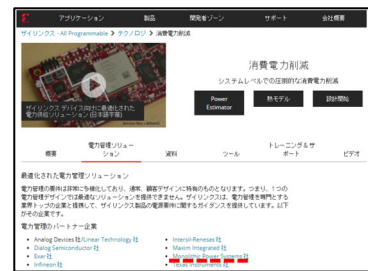 アプリケーション 製品 開発者ゾーン サポート 会社概要
ザイリンクス - All Programmable > テクノロジ > 消費電力削減
消費電力削減
システムレベルでの圧倒的な消費電力削減
Power Estimator
熱モデル
設計開始
ザイリンクス デバイス向けに最適化された
電力供給ソリューション (日本語字幕)
概要 電力管理ソリューション 資料 ツール トレーニング & サポート ビデオ
最適化された電力管理ソリューション
電力管理の要件は非常に多様化しており、通常、顧客デザインに特有のものとなります。つまり、1つの
電力管理デザインでは最適なソリューションを提供できません。ザイリンクスは、電力管理を専門とする
業界トップの企業と提携して、ザイリンクス製品の電源要件に関するガイダンスを提供しています。以下
がその企業です。
電力管理のパートナー企業
• Analog Devices 社/Linear Technology 社
• Dialog Semiconductor 社
• Exar 社
• Infineon 社
• Intersil-Renesas 社
• Maxim Integrated 社
• Monolithic Power Systems 社
• Texas Instruments 社